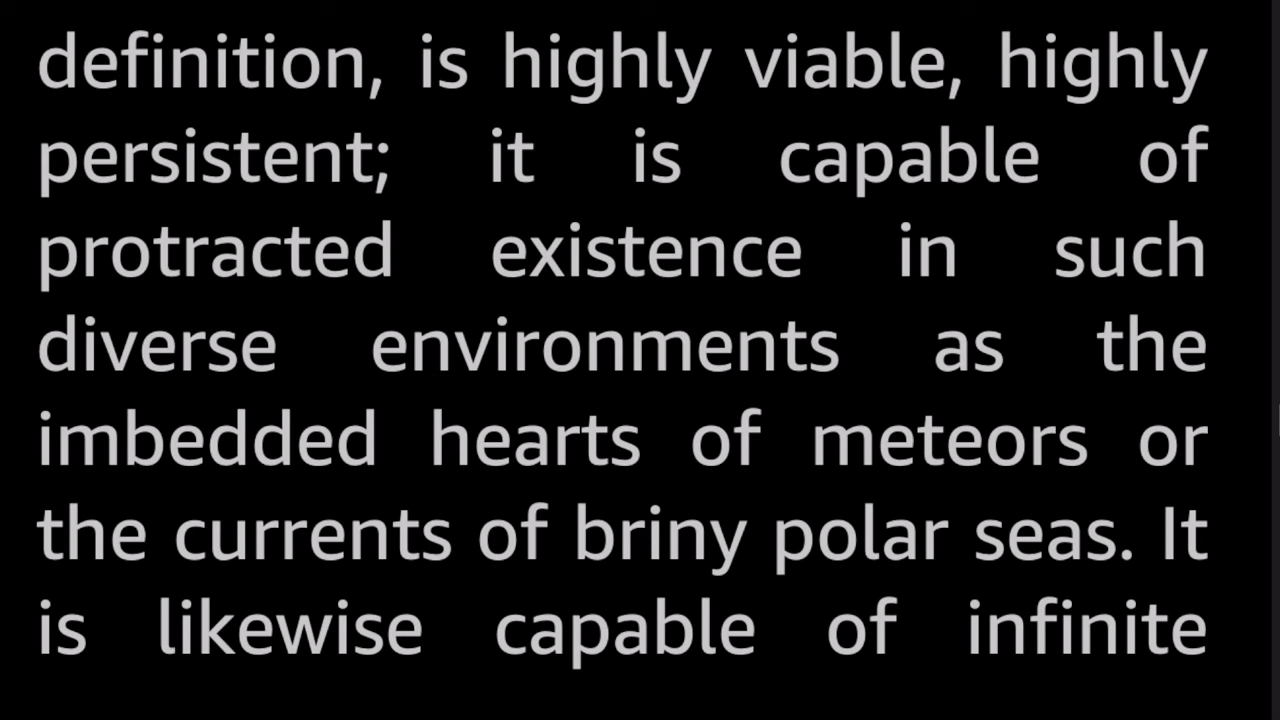 definition, is highly viable, highly
persistent; it is capable of
protracted existence in such
diverse environments as the
imbedded hearts of meteors or
the currents of briny polar seas. It
is likewise capable of infinite